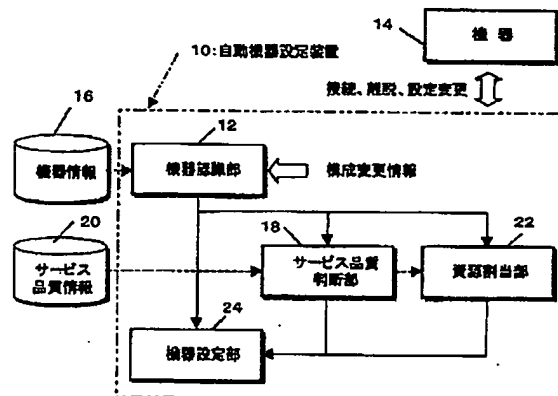 14
機器
10:自動機器設定装置
接続、離脱、設定変更
16
12
機器情報
機器認識部
構成変更情報
20
18
22
サービス
品質情報
サービス品質
判断部
資源割当部
24
機器設定部